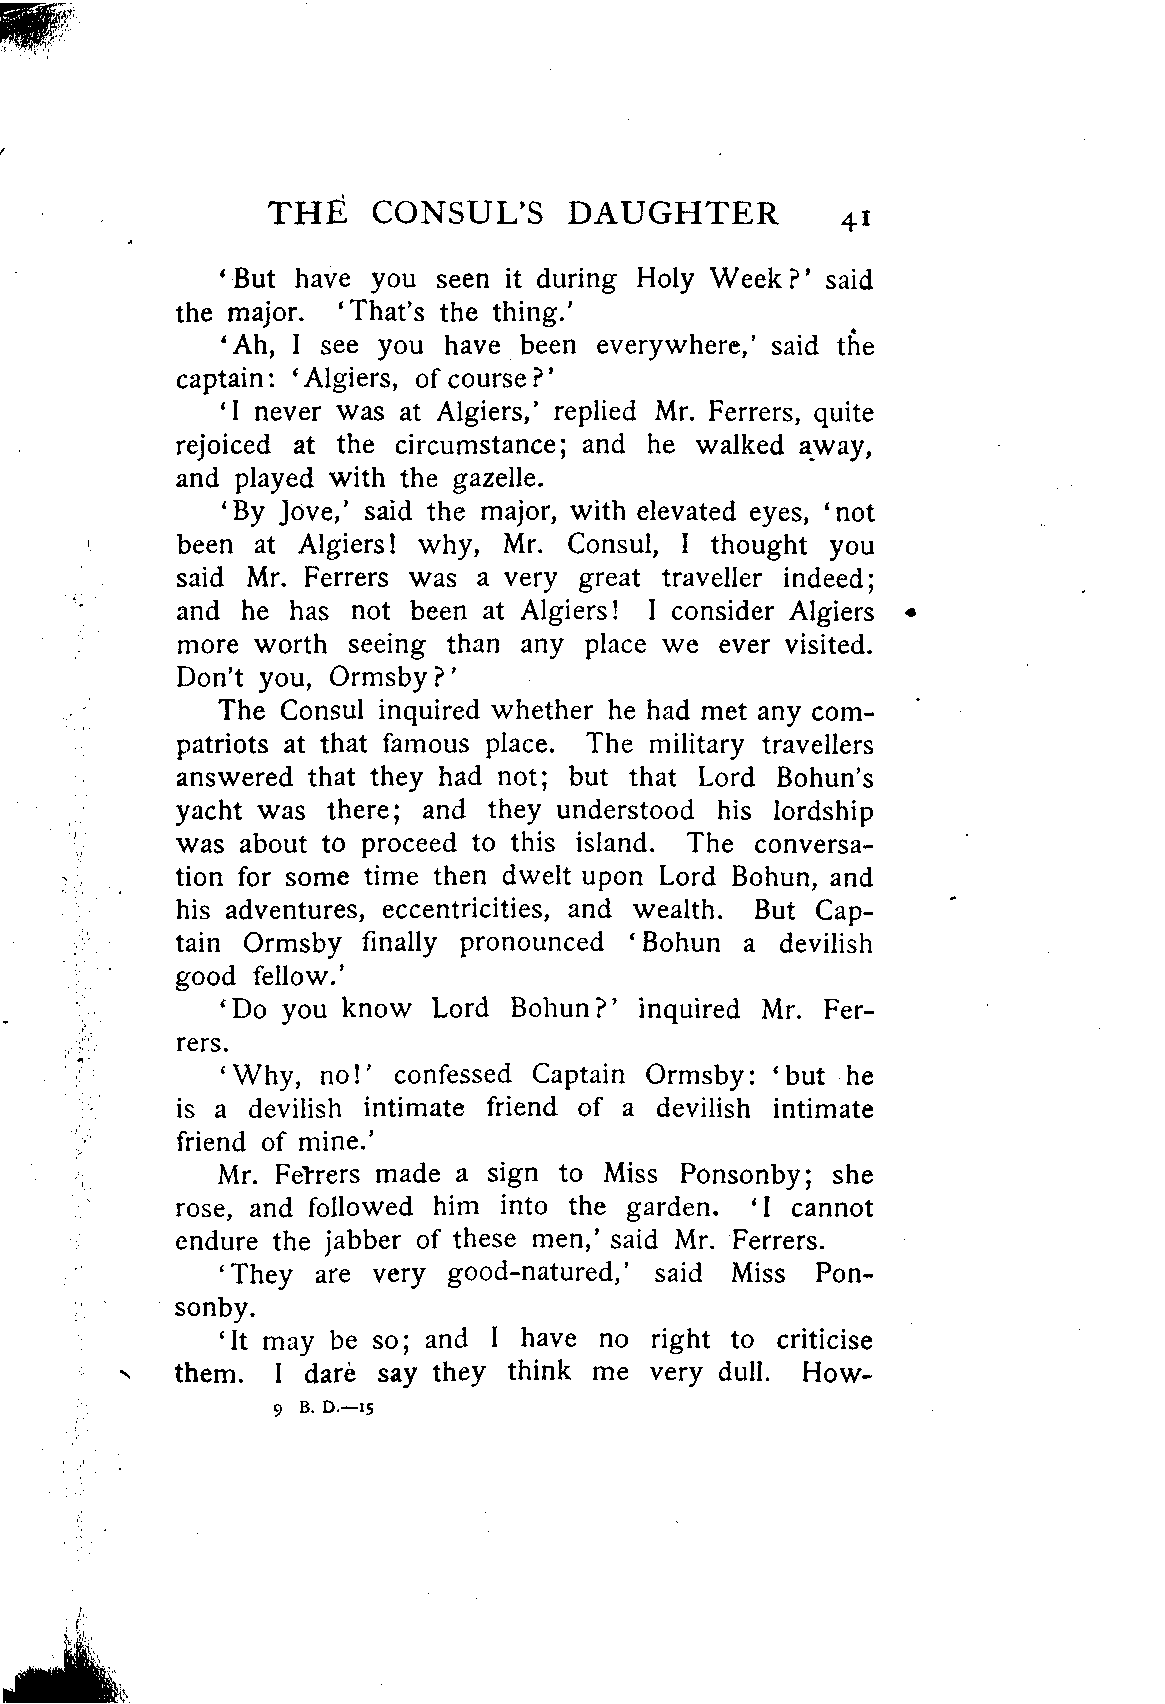 THE CONSUL'S DAUGHTER 41
‘But have you seen it during Holy Week?’ said
the major. ‘That's the thing.’
‘Ah, I see you have been everywhere,’ said the
captain: ‘Algiers, of course?’
‘I never was at Algiers,’ replied Mr. Ferrers, quite
rejoiced at the circumstance; and he walked away,
and played with the gazelle.
‘By Jove,’ said the major, with elevated eyes, ‘not
been at Algiers! why, Mr. Consul, I thought you
said Mr. Ferrers was a very great traveller indeed;
and he has not been at Algiers! I consider Algiers
more worth seeing than any place we ever visited.
Don't you, Ormsby?’
The Consul inquired whether he had met any com-
patriots at that famous place. The military travellers
answered that they had not; but that Lord Bohun's
yacht was there; and they understood his lordship
was about to proceed to this island. The conversa-
tion for some time then dwelt upon Lord Bohun, and
his adventures, eccentricities, and wealth. But Cap-
tain Ormsby finally pronounced ‘Bohun a devilish
good fellow.’
‘Do you know Lord Bohun?’ inquired Mr. Fer-
rers.
‘Why, no!’ confessed Captain Ormsby: ‘but he
is a devilish intimate friend of a devilish intimate
friend of mine.’
Mr. Ferrers made a sign to Miss Ponsonby; she
rose, and followed him into the garden. ‘I cannot
endure the jabber of these men,’ said Mr. Ferrers.
‘They are very good-natured,’ said Miss Pon-
sonby.
‘It may be so; and I have no right to criticise
them. I dare say they think me very dull. How-
9 B. D.—15